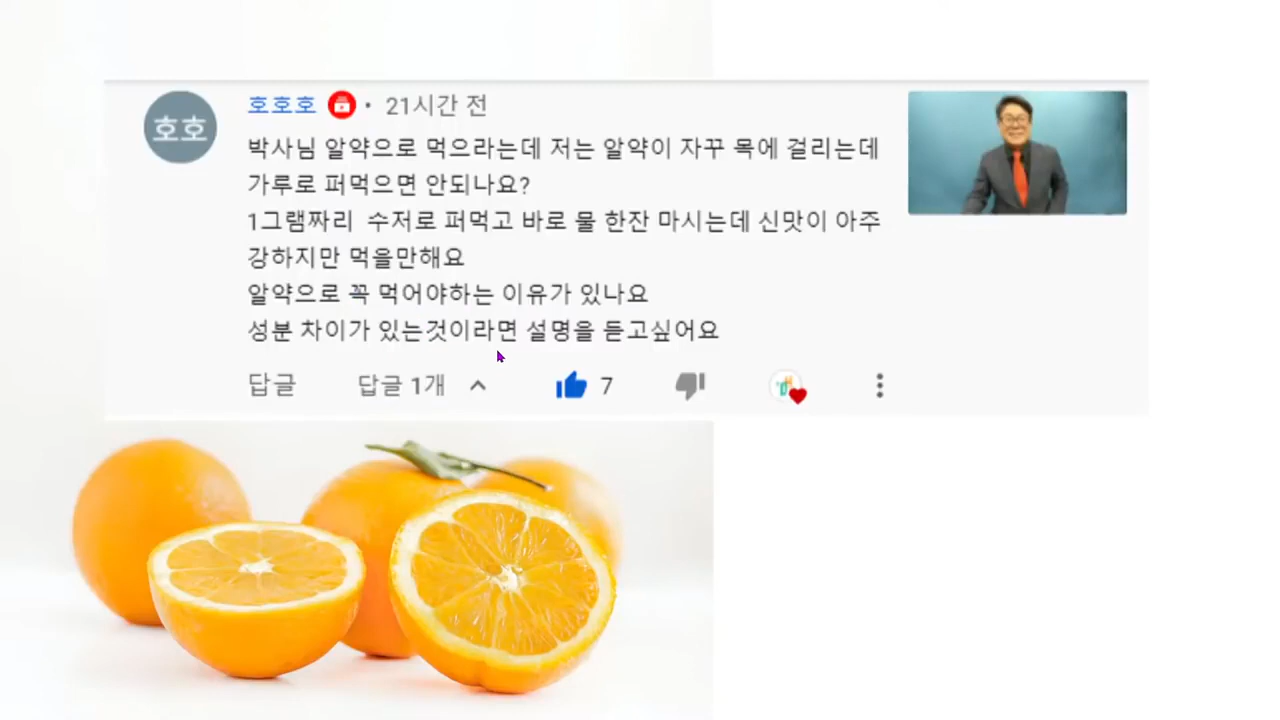 호호
호호호 • 21시간 전
박사님 알약으로 먹으라는데 저는 알약이 자꾸 목에 걸리는데
가루로 퍼먹으면 안되나요?
1그램짜리 수저로 퍼먹고 바로 물 한잔 마시는데 신맛이 아주
강하지만 먹을만해요
알약으로 꼭 먹어야하는 이유가 있나요
성분 차이가 있는것이라면 설명을 듣고싶어요
답글 답글 1개 7